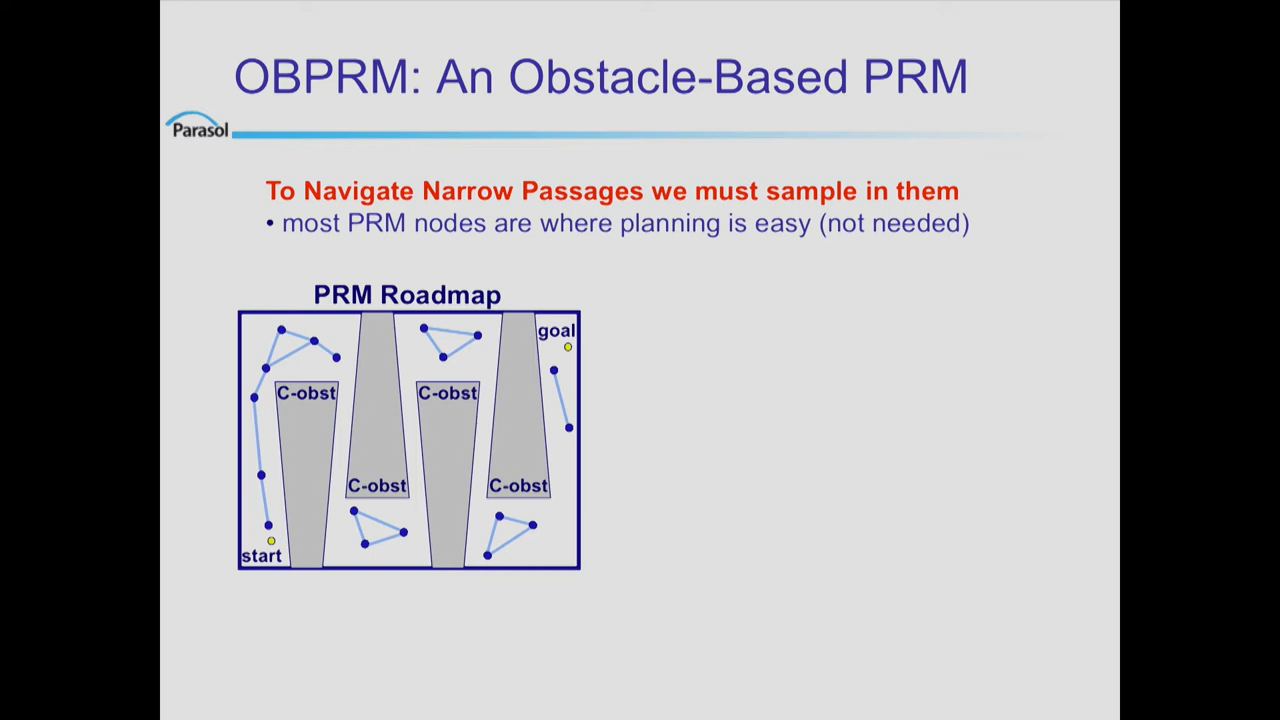 OBPRM: An Obstacle-Based PRM
Parasol
To Navigate Narrow Passages we must sample in them
• most PRM nodes are where planning is easy (not needed)
PRM Roadmap
goal
C-obst
C-obst
C-obst
C-obst
start